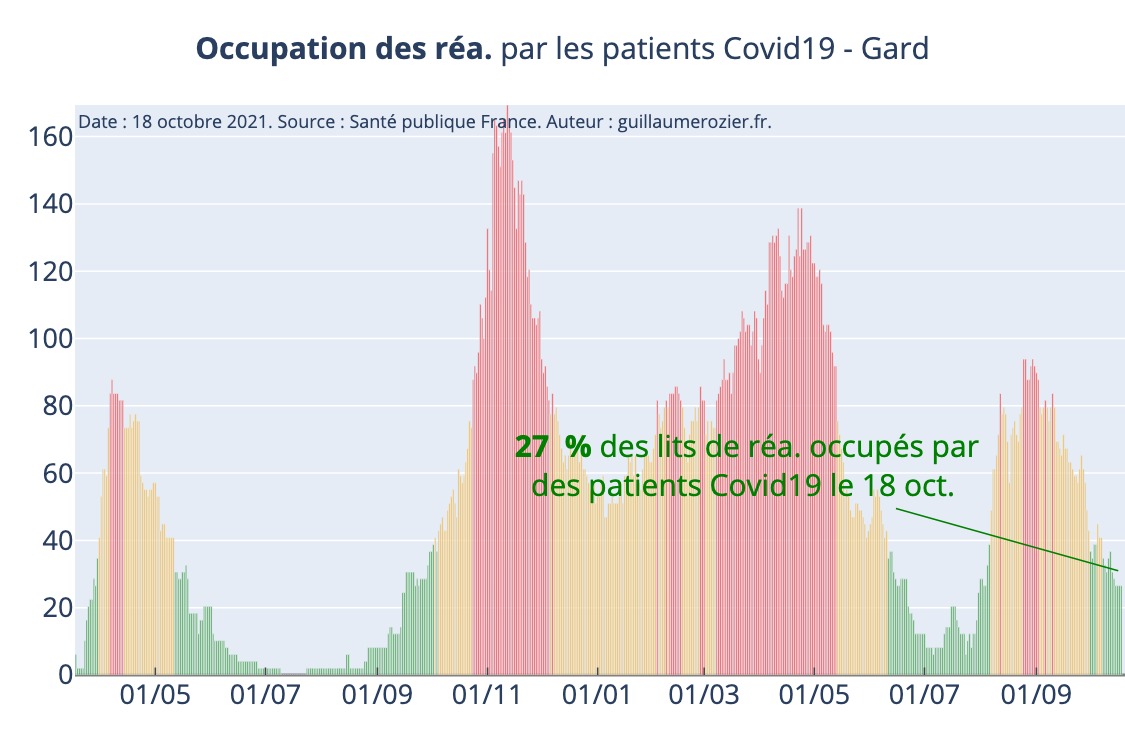 Occupation des réa. par les patients Covid19 - Gard
Date : 18 octobre 2021. Source : Santé publique France. Auteur : guillaumerozier.fr.
160
140
120
100
80
60
40
20
0
27 % des lits de réa. occupés par
des patients Covid19 le 18 oct.
01/05 01/07 01/09 01/11 01/01 01/03 01/05 01/07 01/09